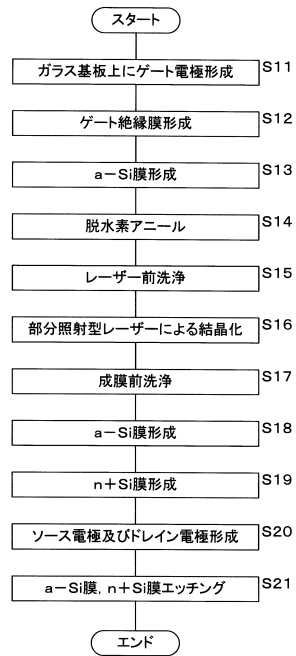 スタート
ガラス基板上にゲート電極形成 S11
ゲート絶縁膜形成 S12
a－Si膜形成 S13
脱水素アニール S14
レーザー前洗浄 S15
部分照射型レーザーによる結晶化 S16
成膜前洗浄 S17
a－Si膜形成 S18
n＋Si膜形成 S19
ソース電極及びドレイン電極形成 S20
a－Si膜，n＋Si膜エッチング S21
エンド